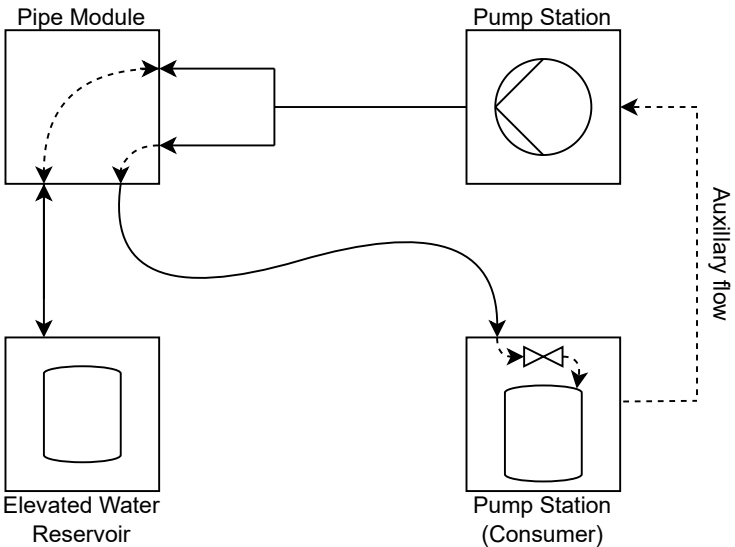 Pipe Module
Pump Station
Auxillary flow
Elevated Water
Reservoir
Pump Station
(Consumer)